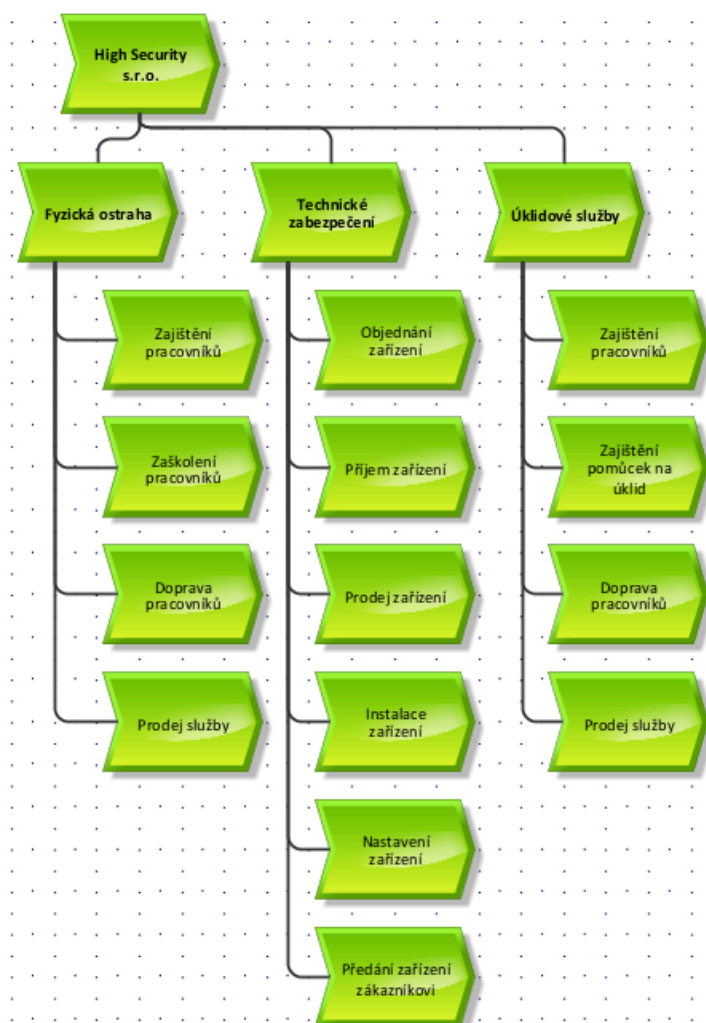 High Security
s.r.o.
Fyzická ostraha
Technické
zabezpečení
Úklidové služby
Zajištění
pracovníků
Zaškolení
pracovníků
Doprava
pracovníků
Prodej služby
Objednání
zařízení
Příjem zařízení
Prodej zařízení
Instalace
zařízení
Nastavení
zařízení
Předání zařízení
zákazníkovi
Zajištění
pracovníků
Zajištění
pomůcek na
úklid
Doprava
pracovníků
Prodej služby